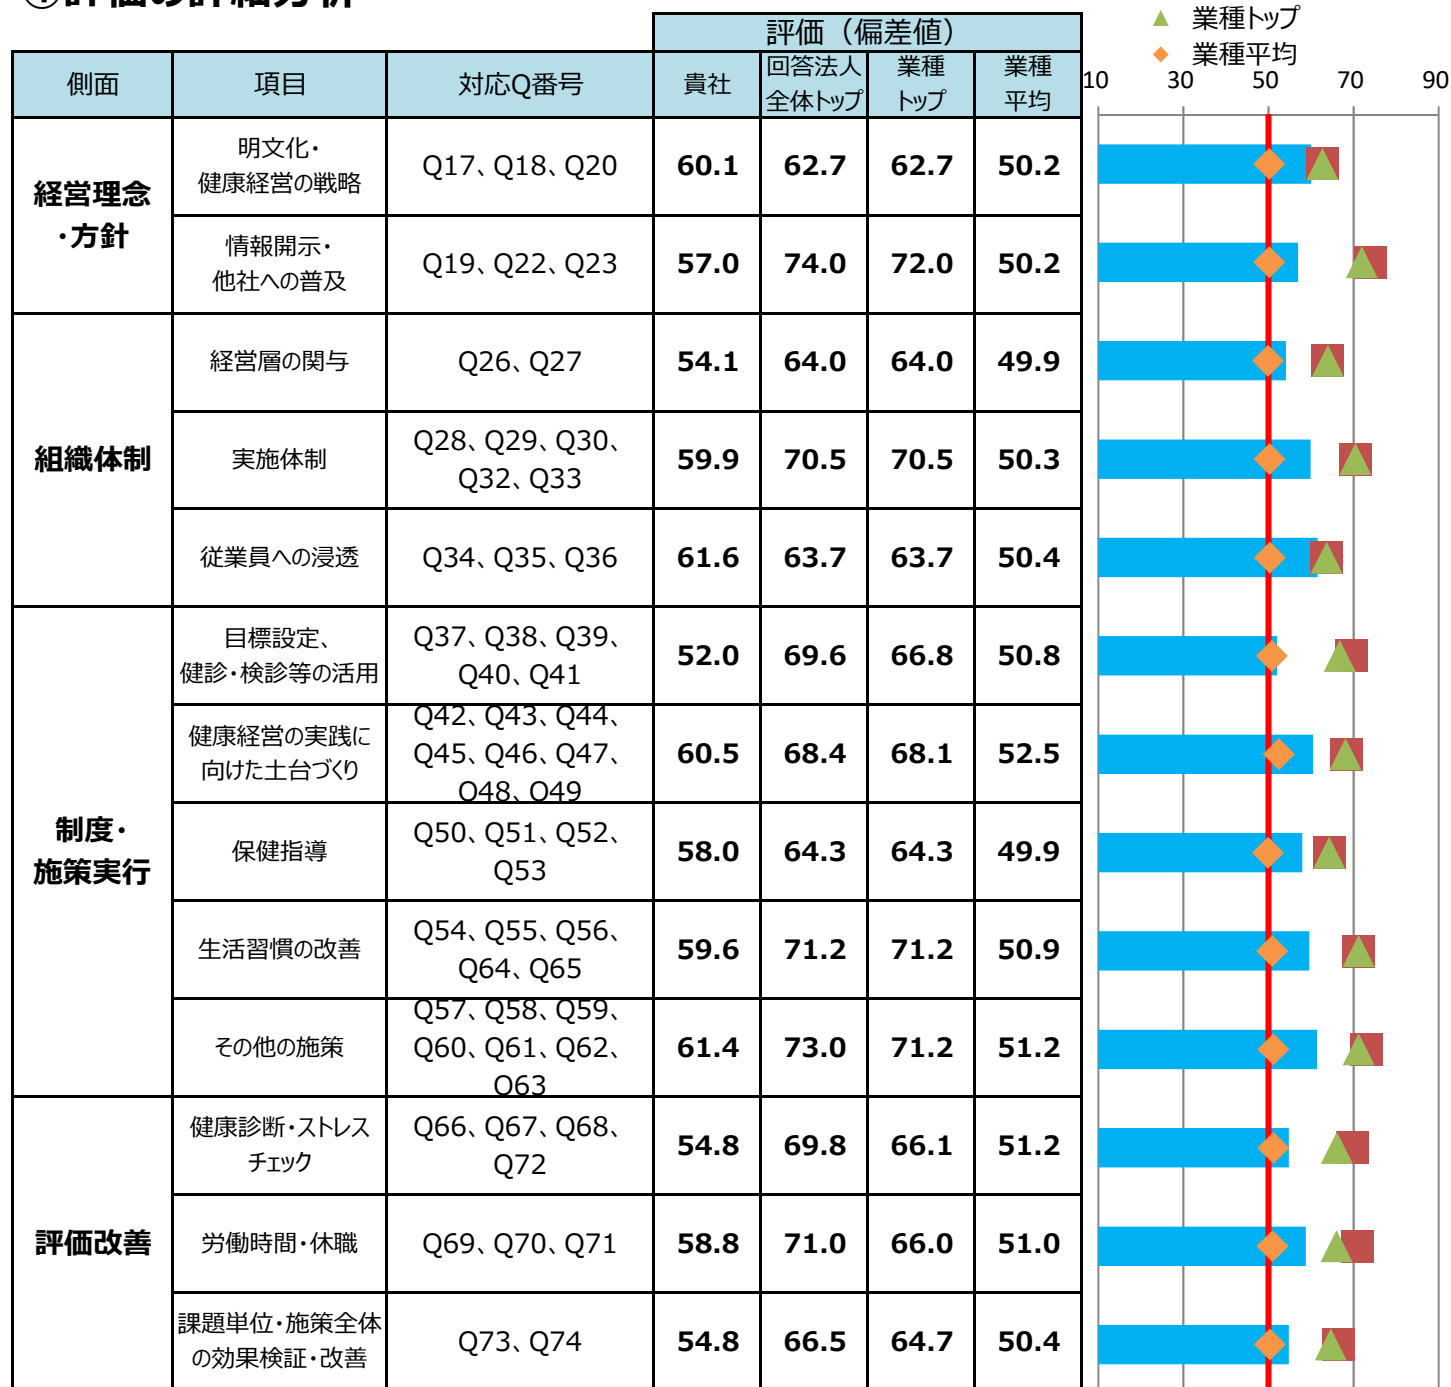 ④評価の詳細分析
▲ 業種トップ
◆ 業種平均
評価（偏差値）
側面 項目 対応Q番号 貴社 回答法人 業種 業種
全体トップ トップ 平均
10 30 50 70 90
経営理念
・方針
明文化・
健康経営の戦略
Q17、Q18、Q20 60.1 62.7 62.7 50.2
情報開示・
他社への普及
Q19、Q22、Q23 57.0 74.0 72.0 50.2
組織体制
経営層の関与 Q26、Q27 54.1 64.0 64.0 49.9
実施体制
Q28、Q29、Q30、
Q32、Q33
59.9 70.5 70.5 50.3
従業員への浸透 Q34、Q35、Q36 61.6 63.7 63.7 50.4
制度・
施策実行
目標設定、
健診・検診等の活用
Q37、Q38、Q39、
Q40、Q41
52.0 69.6 66.8 50.8
健康経営の実践に
向けた土台づくり
Q42、Q43、Q44、
Q45、Q46、Q47、
Q48、Q49
60.5 68.4 68.1 52.5
保健指導
Q50、Q51、Q52、
Q53
58.0 64.3 64.3 49.9
生活習慣の改善
Q54、Q55、Q56、
Q64、Q65
59.6 71.2 71.2 50.9
その他の施策
Q57、Q58、Q59、
Q60、Q61、Q62、
Q63
61.4 73.0 71.2 51.2
評価改善
健康診断・ストレス
チェック
Q66、Q67、Q68、
Q72
54.8 69.8 66.1 51.2
労働時間・休職 Q69、Q70、Q71 58.8 71.0 66.0 51.0
課題単位・施策全体
の効果検証・改善
Q73、Q74 54.8 66.5 64.7 50.4